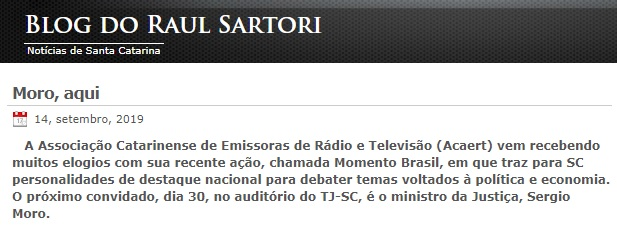 BLOG DO RAUL SARTORI
Notícias de Santa Catarina
Moro, aqui
14, setembro, 2019
A Associação Catarinense de Emissoras de Rádio e Televisão (Acaert) vem recebendo
muitos elogios com sua recente ação, chamada Momento Brasil, em que traz para SC
personalidades de destaque nacional para debater temas voltados à política e economia.
O próximo convidado, dia 30, no auditório do TJ-SC, é o ministro da Justiça, Sergio
Moro.